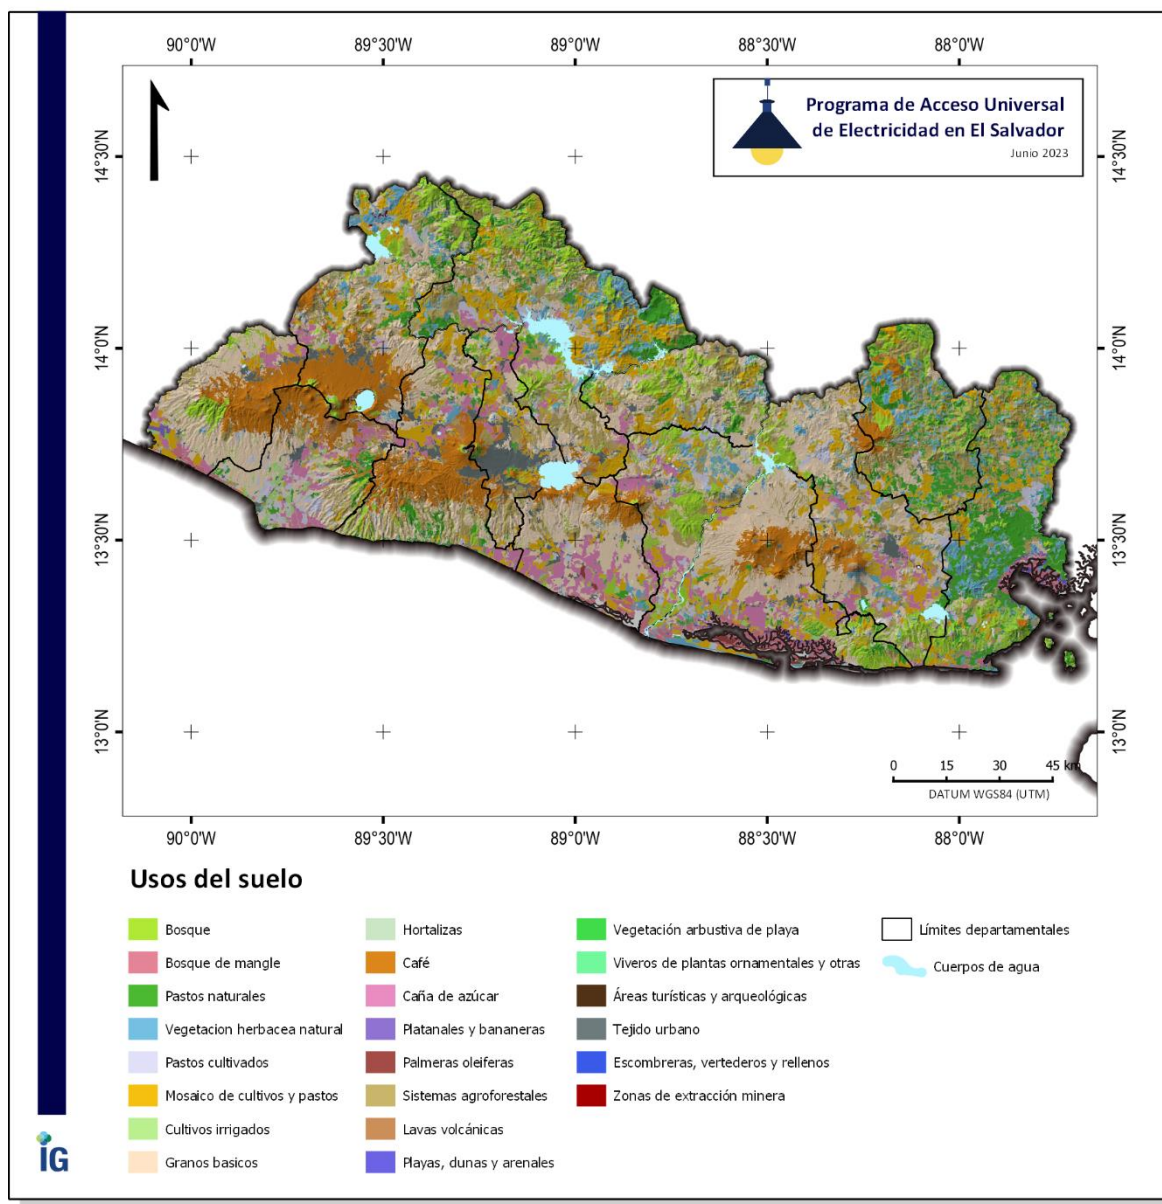 90°0'W 89°30'W 89°0'W 88°30'W 88°0'W
Programa de Acceso Universal
de Electricidad en El Salvador
Junio 2023
14°30'N 14°30'N
14°0'N 14°0'N
13°30'N 13°30'N
13°0'N 13°0'N
0 15 30 45 km
DATUM WGS84 (UTM)
90°0'W 89°30'W 89°0'W 88°30'W 88°0'W
Usos del suelo
Bosque
Bosque de mangle
Pastos naturales
Vegetacion herbacea natural
Pastos cultivados
Mosaico de cultivos y pastos
Cultivos irrigados
Granos basicos
Hortalizas
Café
Caña de azúcar
Platanales y bananeras
Palmeras oleiferas
Sistemas agroforestales
Lavas volcánicas
Playas, dunas y arenales
Vegetación arbustiva de playa
Viveros de plantas ornamentales y otras
Áreas turísticas y arqueológicas
Tejido urbano
Escombreras, vertederos y rellenos
Zonas de extracción minera
Límites departamentales
Cuerpos de agua
IG